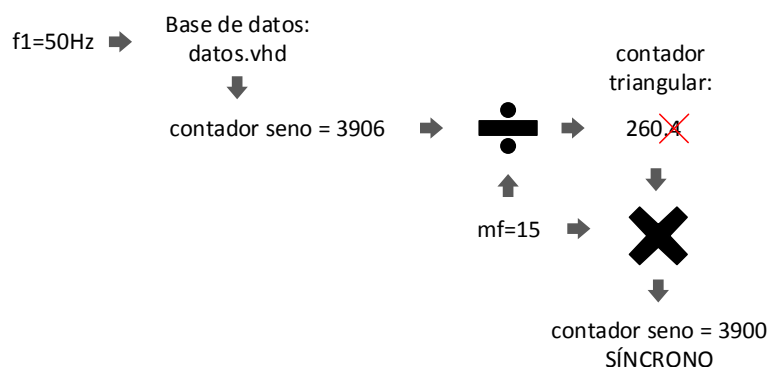 f1=50Hz
Base de datos:
datos.vhd
contador seno = 3906
contador
triangular:
260.4
mf=15
contador seno = 3900
SÍNCRONO